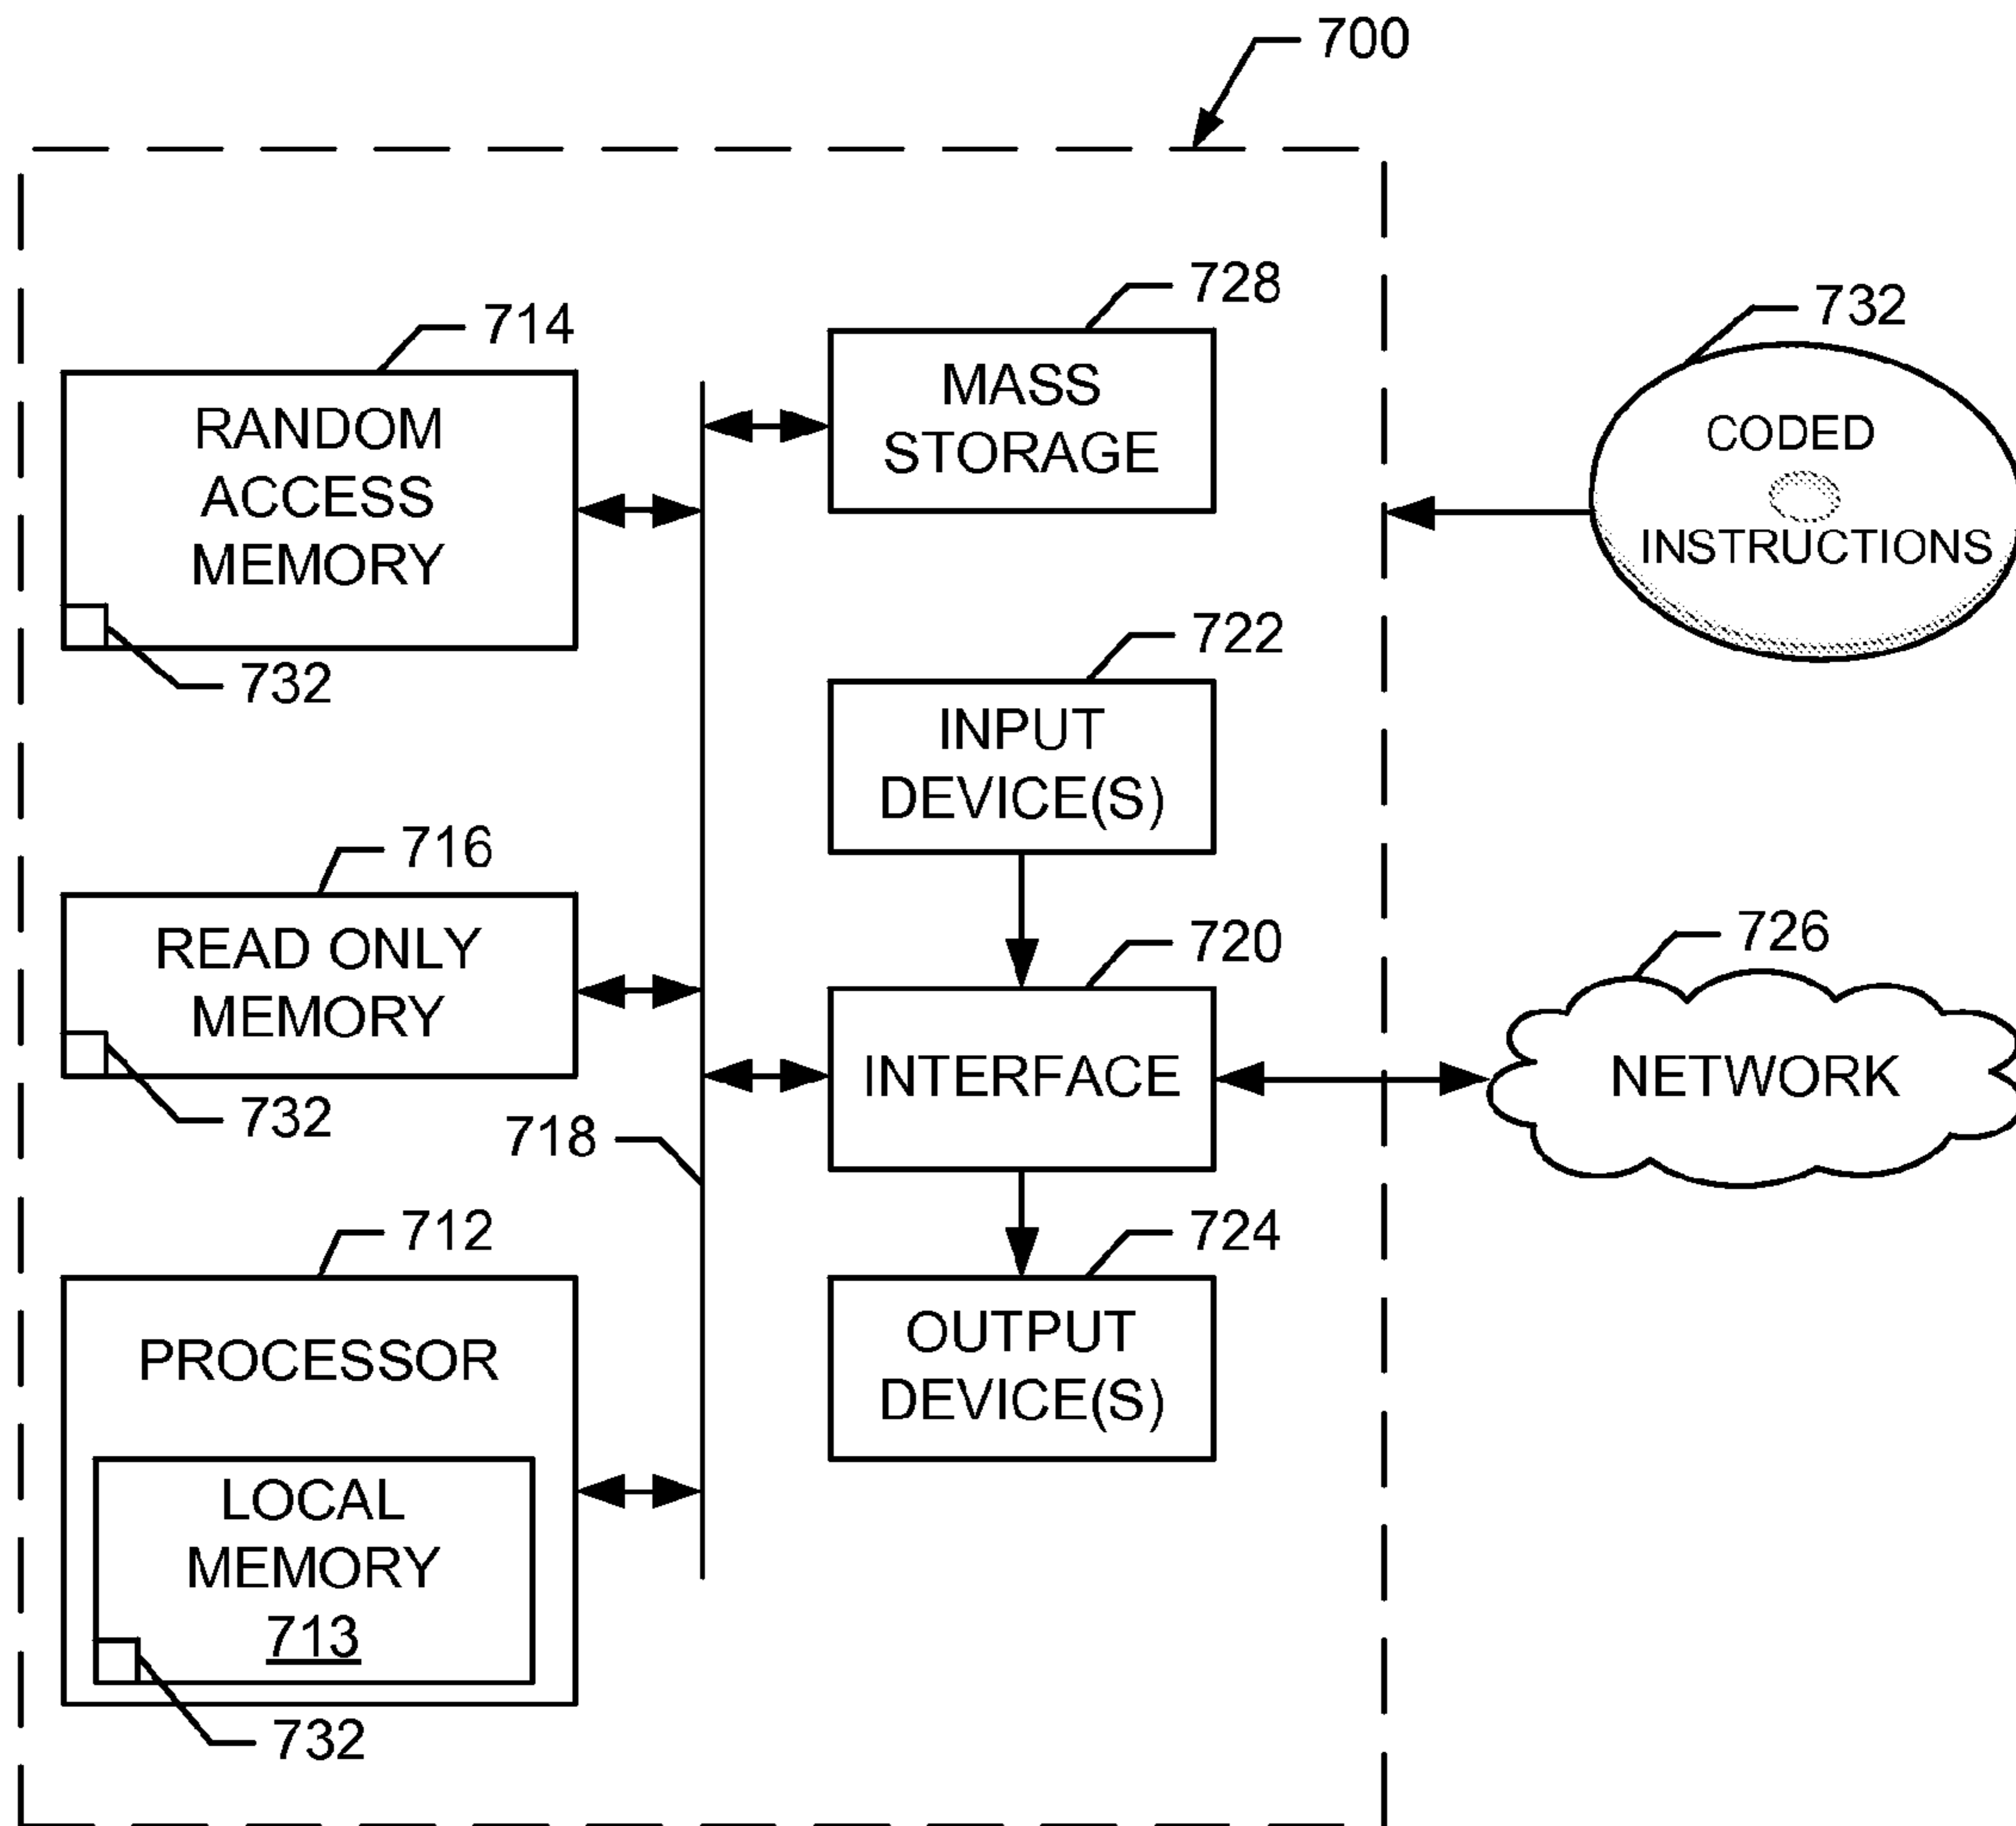 700
728
732
714
MASS
STORAGE
RANDOM
ACCESS
MEMORY
CODED
INSTRUCTIONS
732
722
INPUT
DEVICE(S)
716
READ ONLY
MEMORY
720
726
INTERFACE
NETWORK
732
718
712
724
PROCESSOR
OUTPUT
DEVICE(S)
LOCAL
MEMORY
713
732